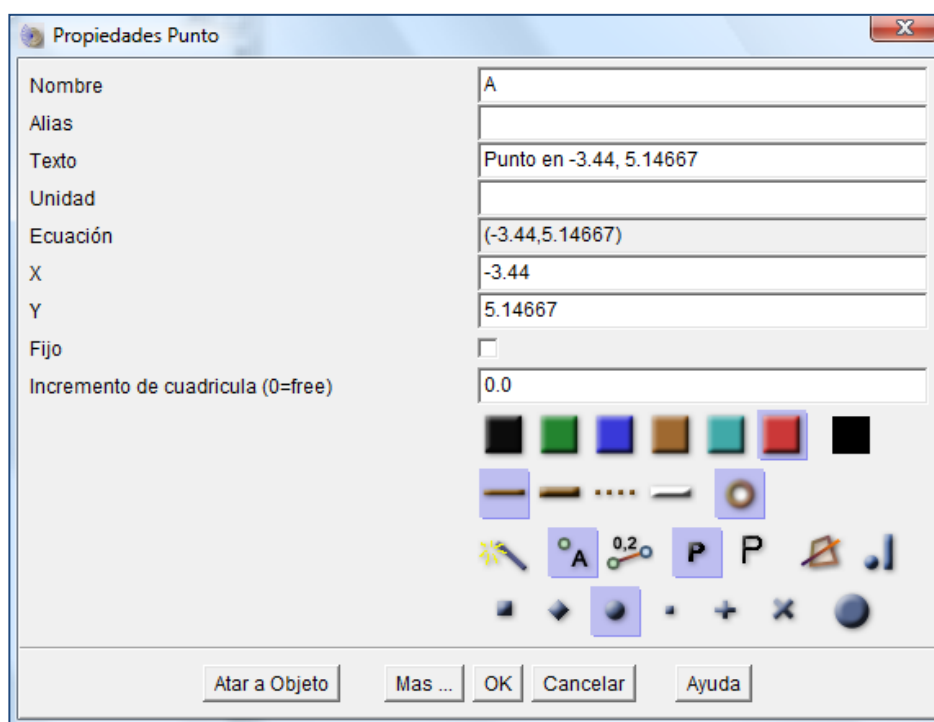 Propiedades Punto
Nombre A
Alias
Texto Punto en -3.44, 5.14667
Unidad
Ecuación (-3.44,5.14667)
X -3.44
Y 5.14667
Fijo
Incremento de cuadricula (0=free) 0.0
A 0,2 P P
Atar a Objeto Mas ... OK Cancelar Ayuda